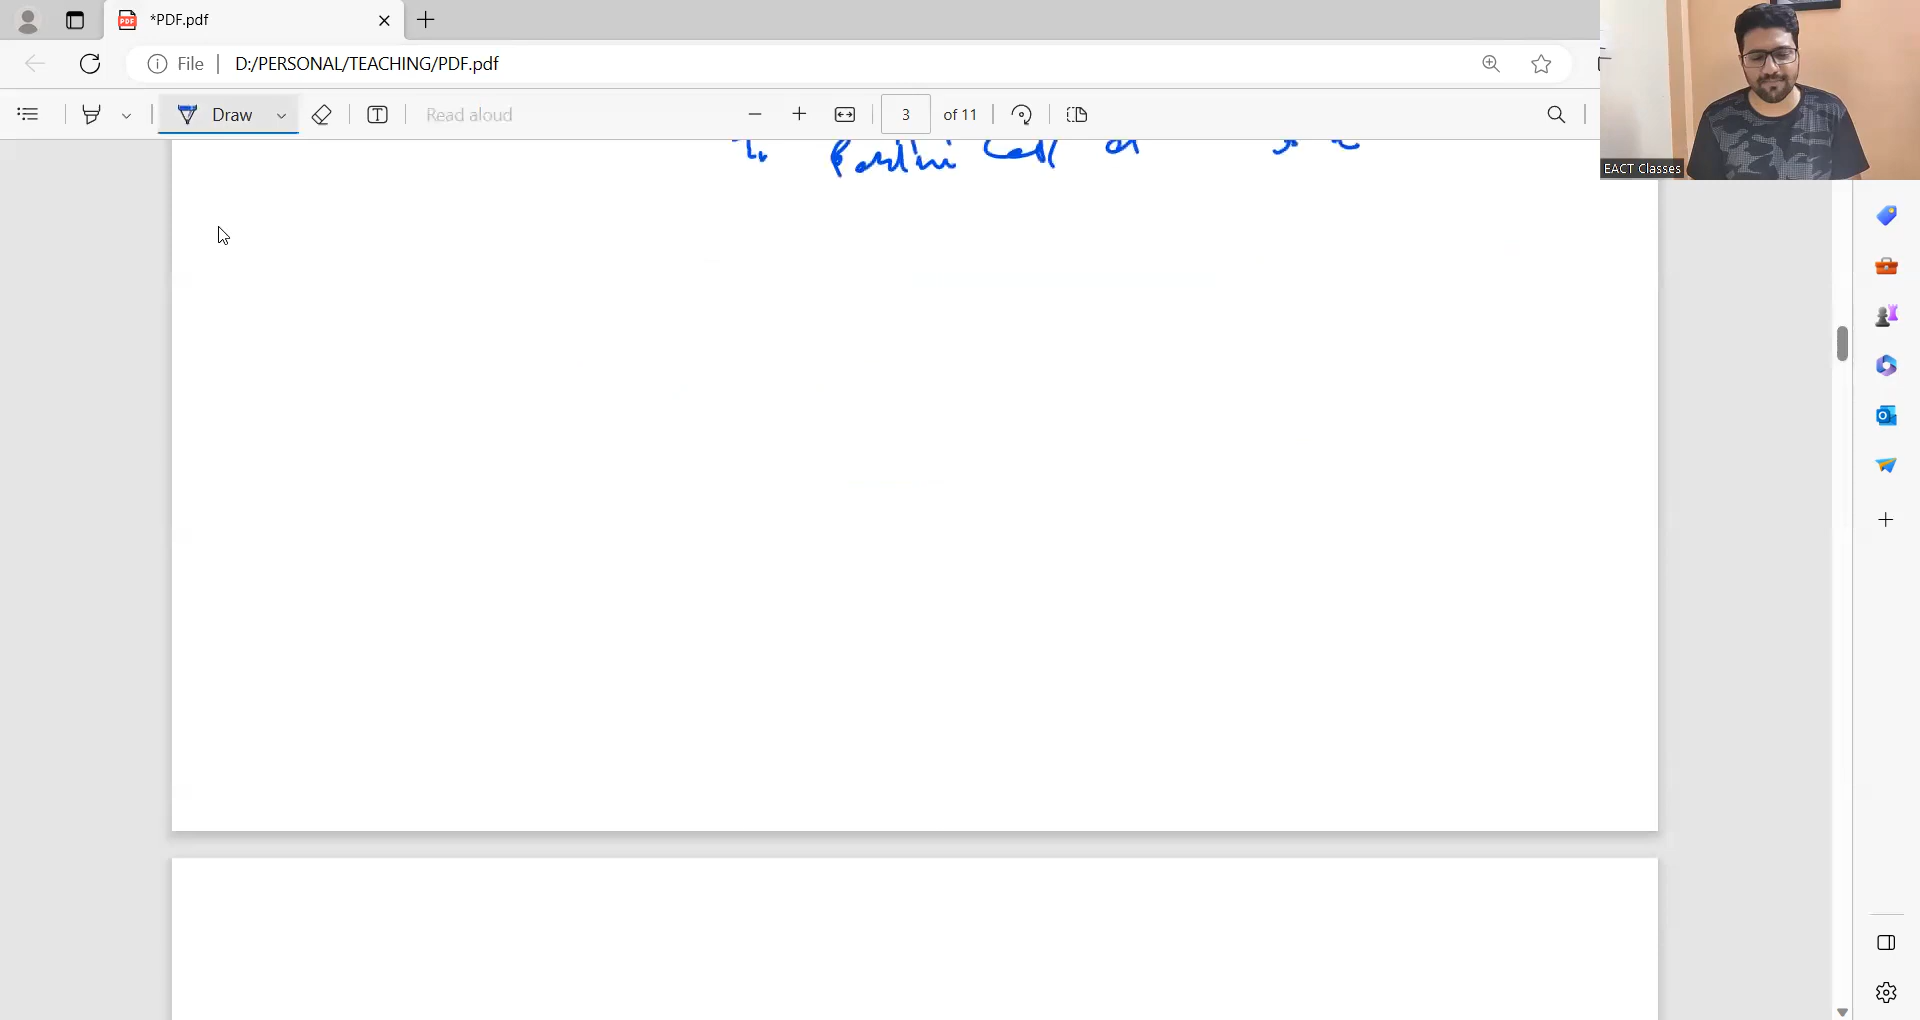 *PDF.pdf
File D:/PERSONAL/TEACHING/PDF.pdf
Draw Read aloud 3 of 11
EACT Classes